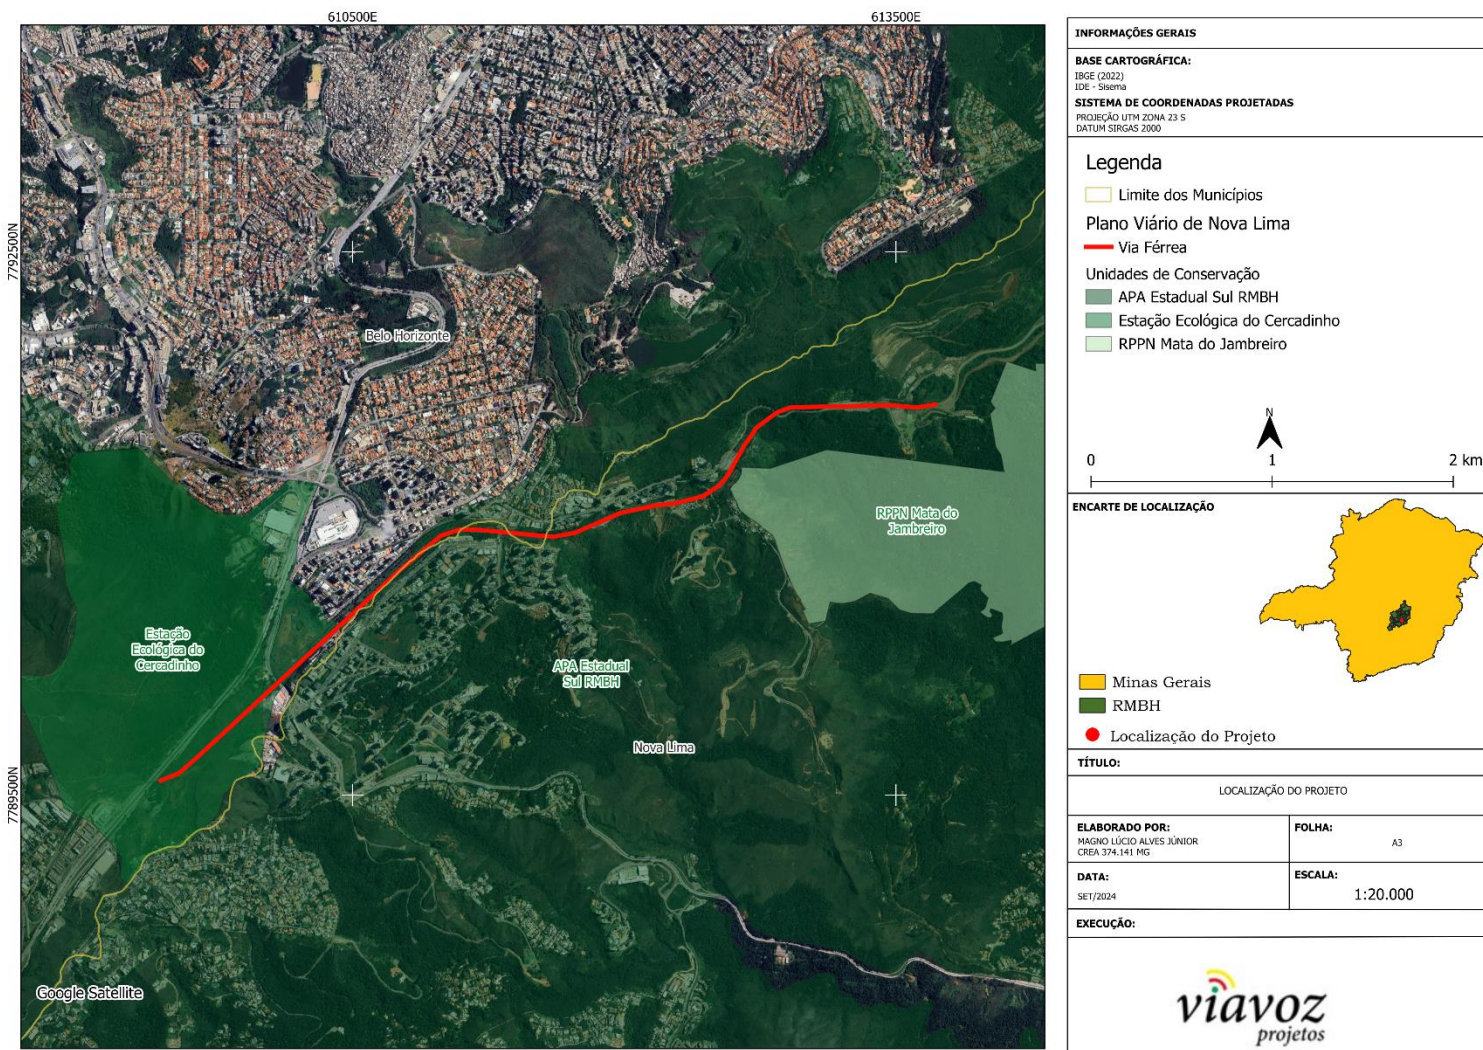 610500E
613500E
7792500N
7789500N
Belo Horizonte
RPPN Mata do
Jambreiro
Estação
Ecológica do
Cercadinho
APA Estadual
Sul RMBH
Nova Lima
Google Satellite
INFORMAÇÕES GERAIS
BASE CARTOGRÁFICA:
IBGE (2022)
IDE - Sisema
SISTEMA DE COORDENADAS PROJETADAS
PROJEÇÃO UTM ZONA 23 S
DATUM SIRGAS 2000
Legenda
Limite dos Municípios
Plano Viário de Nova Lima
Via Férrea
Unidades de Conservação
APA Estadual Sul RMBH
Estação Ecológica do Cercadinho
RPPN Mata do Jambreiro
N
0 1 2 km
ENCARTE DE LOCALIZAÇÃO
Minas Gerais
RMBH
Localização do Projeto
TÍTULO:
LOCALIZAÇÃO DO PROJETO
ELABORADO POR:
MAGNO LÚCIO ALVES JÚNIOR
CREA 374.141 MG
FOLHA:
A3
DATA:
SET/2024
ESCALA:
1:20.000
EXECUÇÃO:
viavoz
projetos